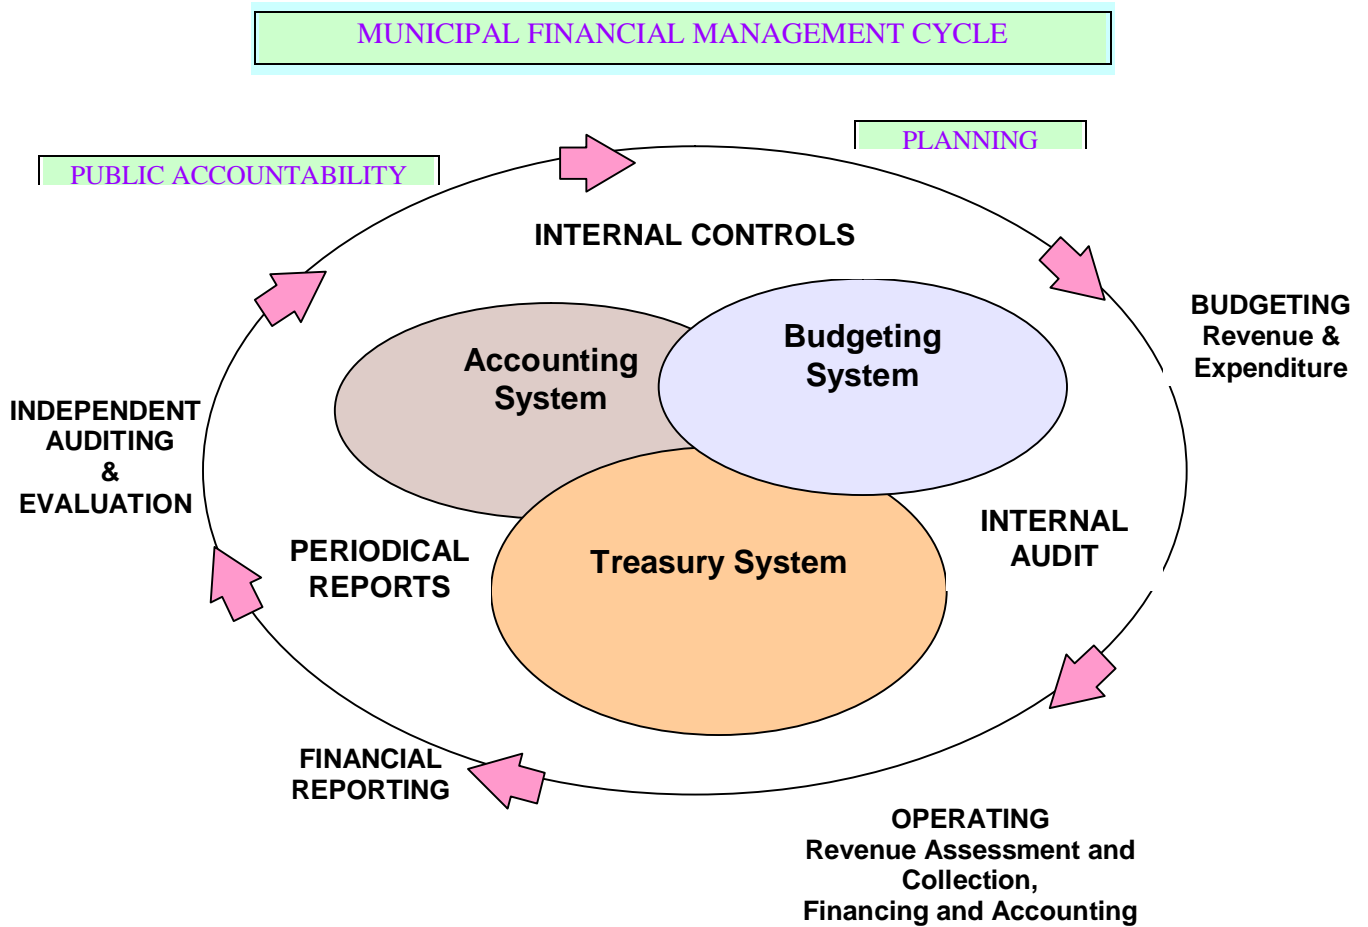 MUNICIPAL FINANCIAL MANAGEMENT CYCLE
PLANNING
PUBLIC ACCOUNTABILITY
INTERNAL CONTROLS
BUDGETING
Revenue &
Expenditure
Budgeting
System
Accounting
System
INDEPENDENT
AUDITING
&
EVALUATION
INTERNAL
AUDIT
PERIODICAL
REPORTS
Treasury System
FINANCIAL
REPORTING
OPERATING
Revenue Assessment and
Collection,
Financing and Accounting